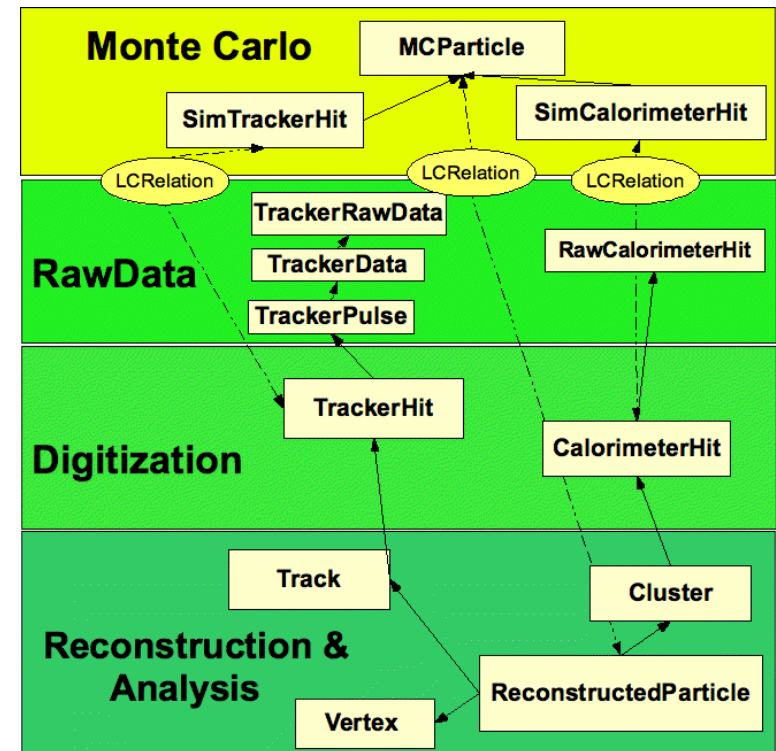 Monte Carlo
MCParticle
SimTrackerHit
SimCalorimeterHit
LCRelation
LCRelation
LCRelation
TrackerRawData
RawCalorimeterHit
TrackerData
RawData
TrackerPulse
TrackerHit
CalorimeterHit
Digitization
Track
Cluster
Reconstruction &
Analysis
ReconstructedParticle
Vertex